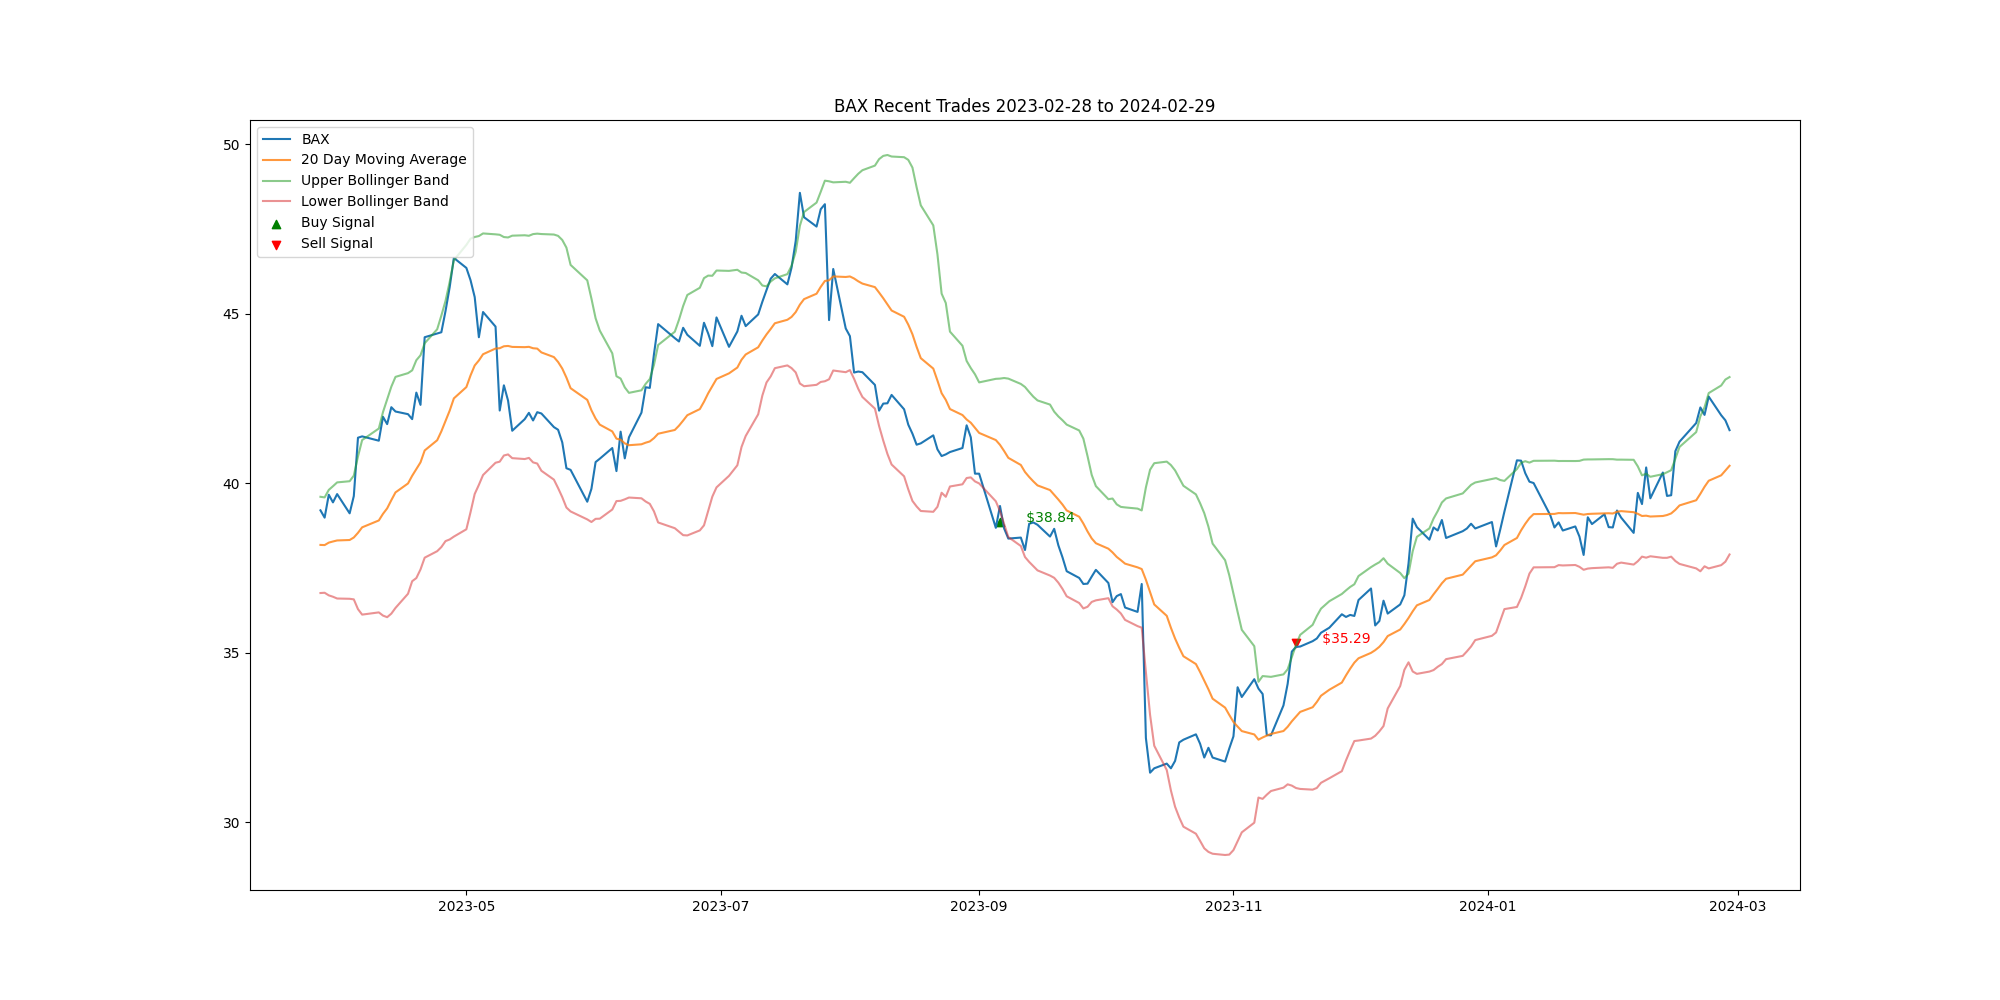 BAX Recent Trades 2023-02-28 to 2024-02-29
BAX
20 Day Moving Average
Upper Bollinger Band
Lower Bollinger Band
Buy Signal
Sell Signal
50
45
40
35
30
$38.84
$35.29
2023-05
2023-07
2023-09
2023-11
2024-01
2024-03